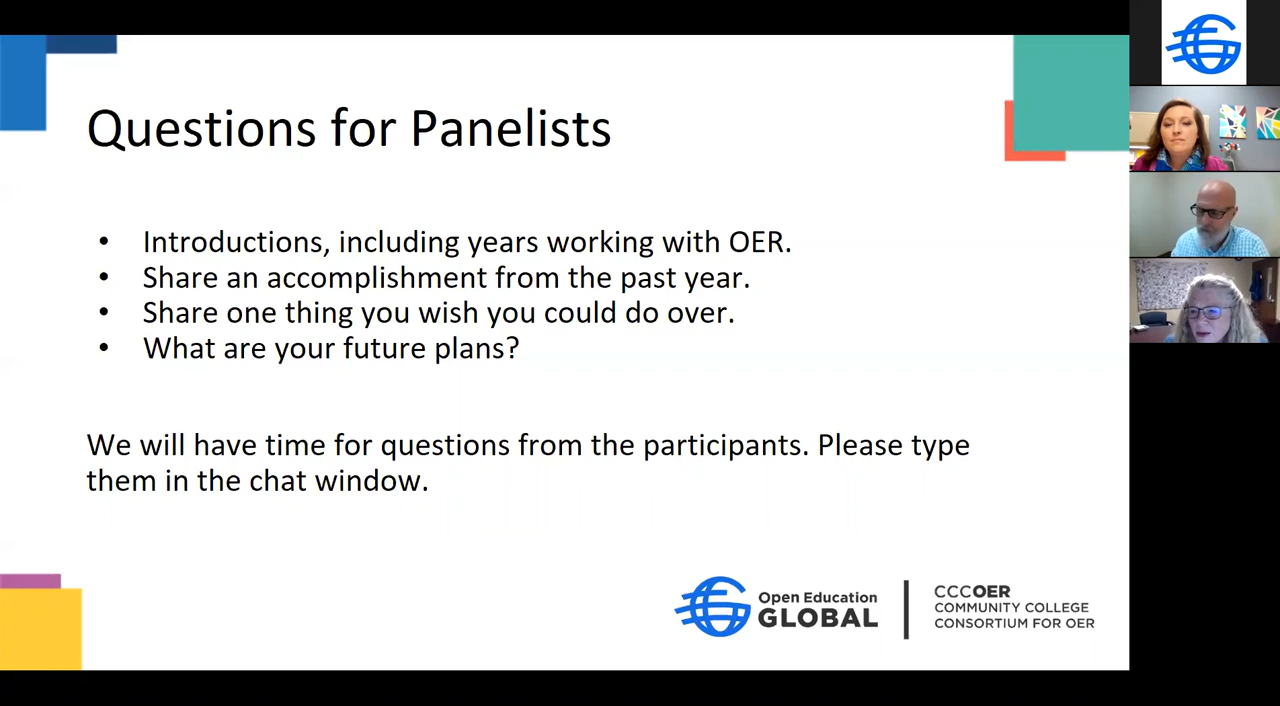 Questions for Panelists
• Introductions, including years working with OER.
• Share an accomplishment from the past year.
• Share one thing you wish you could do over.
• What are your future plans?
We will have time for questions from the participants. Please type
them in the chat window.
Open Education
GLOBAL
CCCOER
COMMUNITY COLLEGE
CONSORTIUM FOR OER